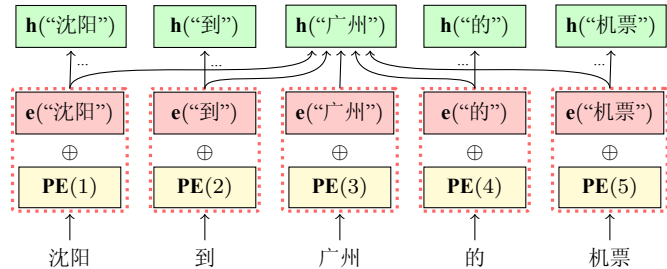 h(“沈阳”) h(“到”) h(“广州”) h(“的”) h(“机票”)
... ... ... ...
e(“沈阳”) e(“到”) e(“广州”) e(“的”) e(“机票”)
⊕ ⊕ ⊕ ⊕ ⊕
PE(1) PE(2) PE(3) PE(4) PE(5)
沈阳 到 广州 的 机票